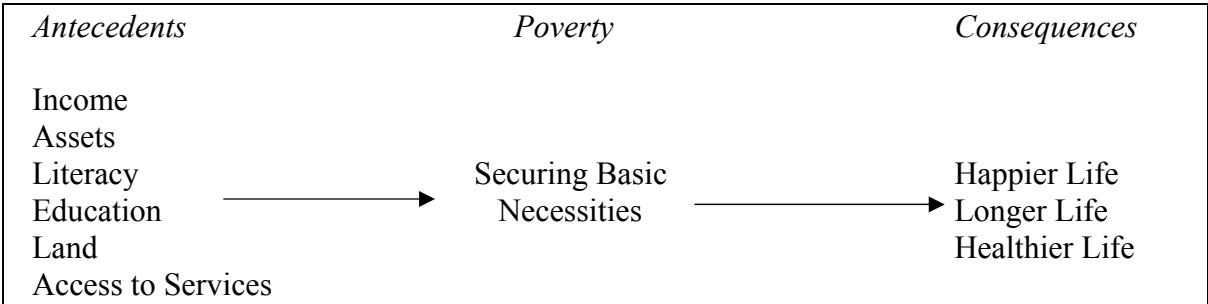 Antecedents Poverty Consequences
Income
Assets
Literacy Securing Basic Happier Life
Education Necessities Longer Life
Land Healthier Life
Access to Services